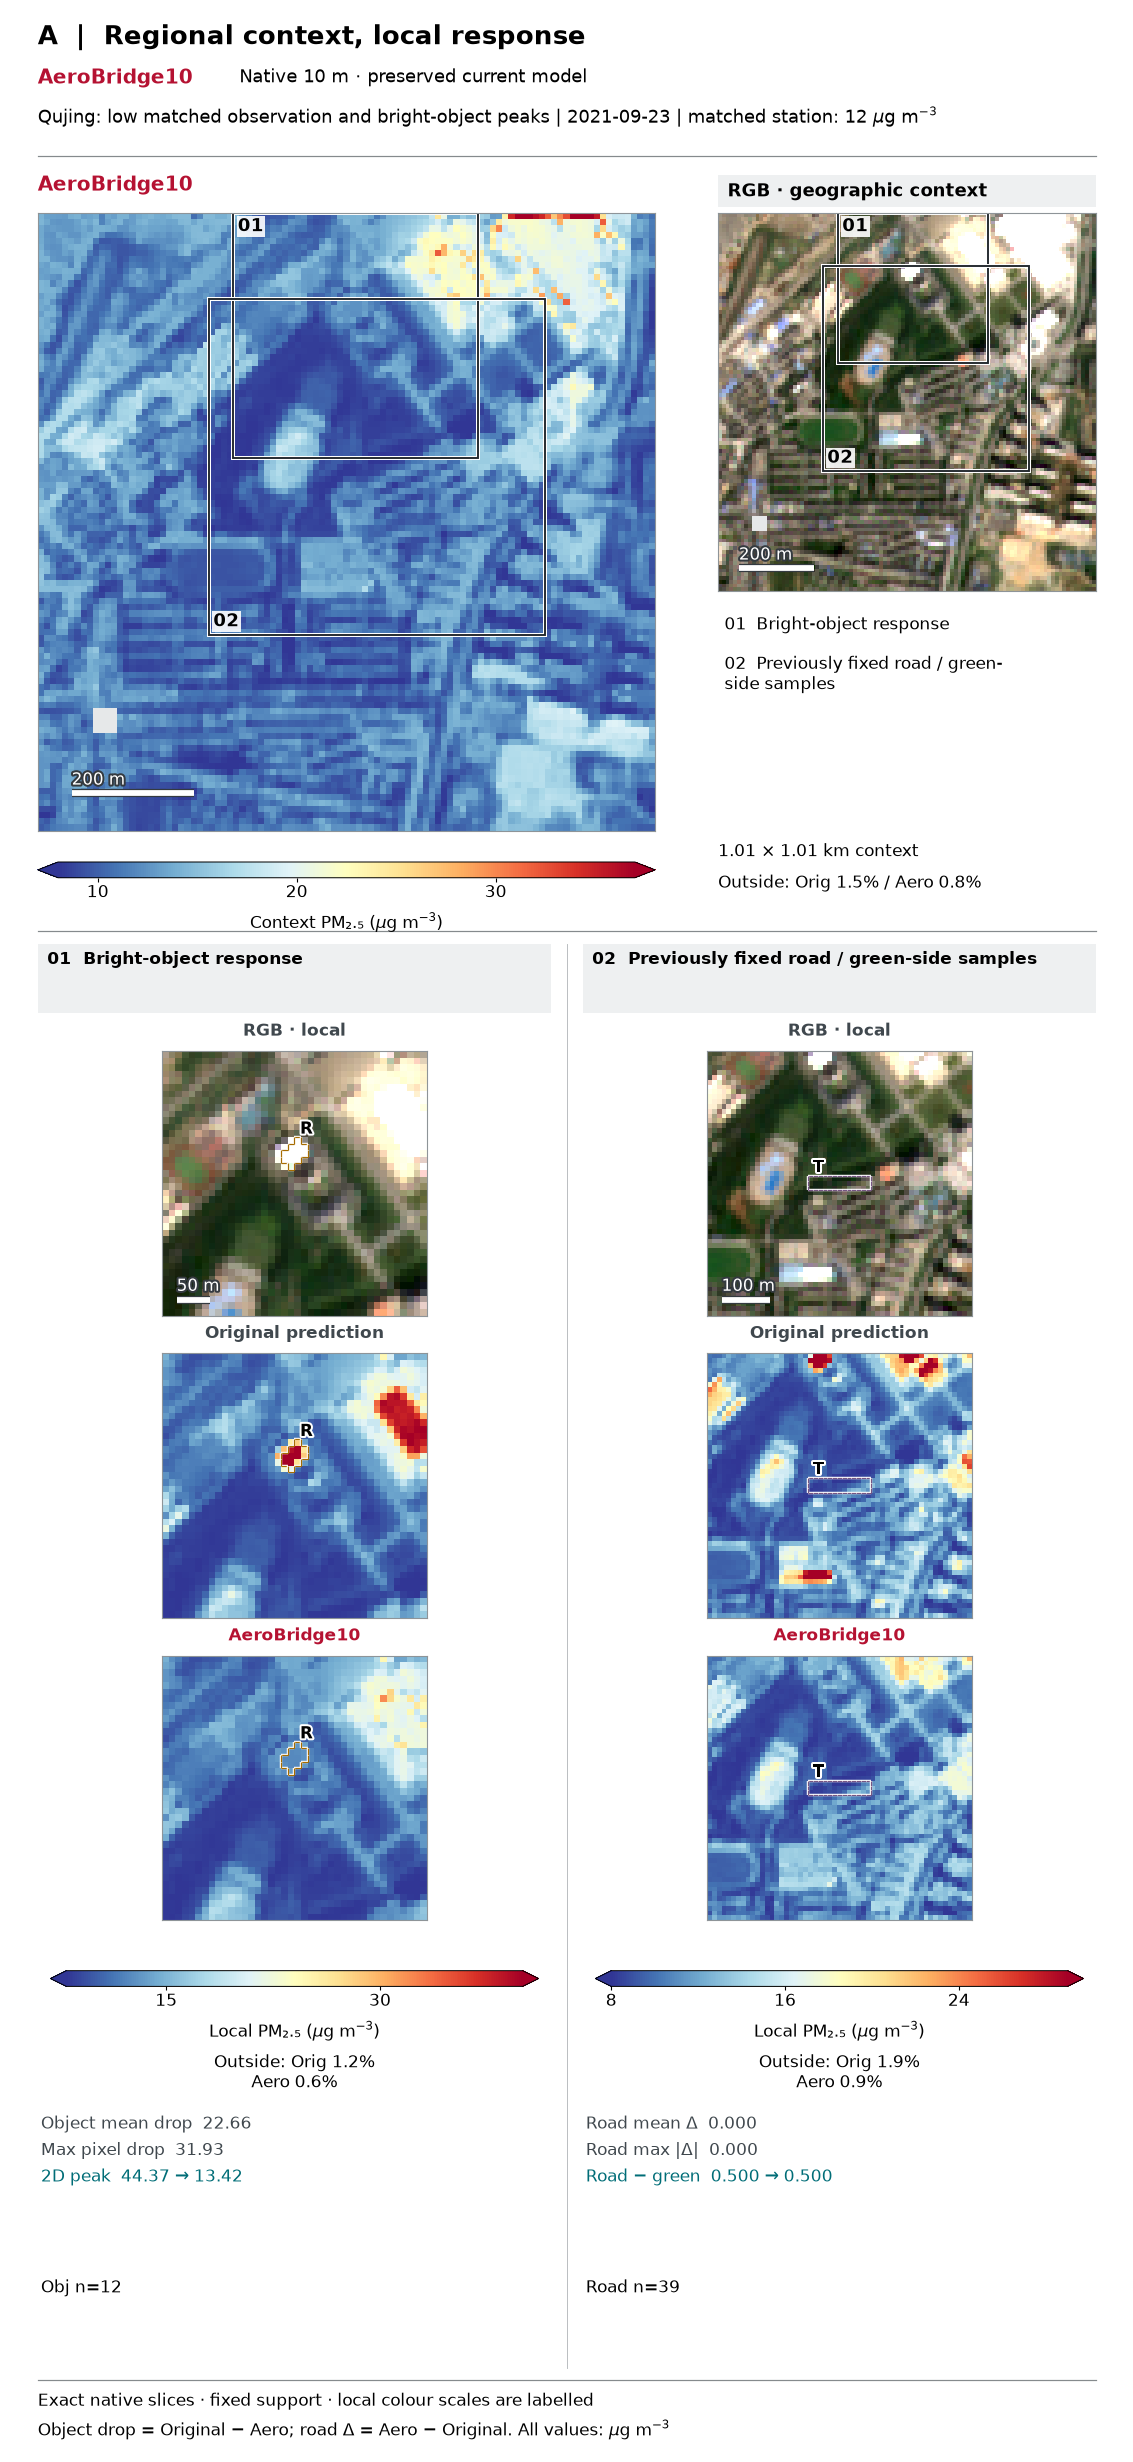 A | Regional context, local response
AeroBridge10 Native 10 m · preserved current model
Qujing: low matched observation and bright-object peaks | 2021-09-23 | matched station: 12 μg m⁻³
AeroBridge10
RGB · geographic context
01
02
200 m
01
02
200 m
01 Bright-object response
02 Previously fixed road / green-
side samples
1.01 × 1.01 km context
Outside: Orig 1.5% / Aero 0.8%
10 20 30
Context PM₂.₅ (μg m⁻³)
01 Bright-object response
RGB · local
R
50 m
Original prediction
R
AeroBridge10
R
15 30
Local PM₂.₅ (μg m⁻³)
Outside: Orig 1.2%
Aero 0.6%
Object mean drop 22.66
Max pixel drop 31.93
2D peak 44.37 → 13.42
Obj n=12
02 Previously fixed road / green-side samples
RGB · local
T
100 m
Original prediction
T
AeroBridge10
T
8 16 24
Local PM₂.₅ (μg m⁻³)
Outside: Orig 1.9%
Aero 0.9%
Road mean Δ 0.000
Road max |Δ| 0.000
Road − green 0.500 → 0.500
Road n=39
Exact native slices · fixed support · local colour scales are labelled
Object drop = Original − Aero; road Δ = Aero − Original. All values: μg m⁻³